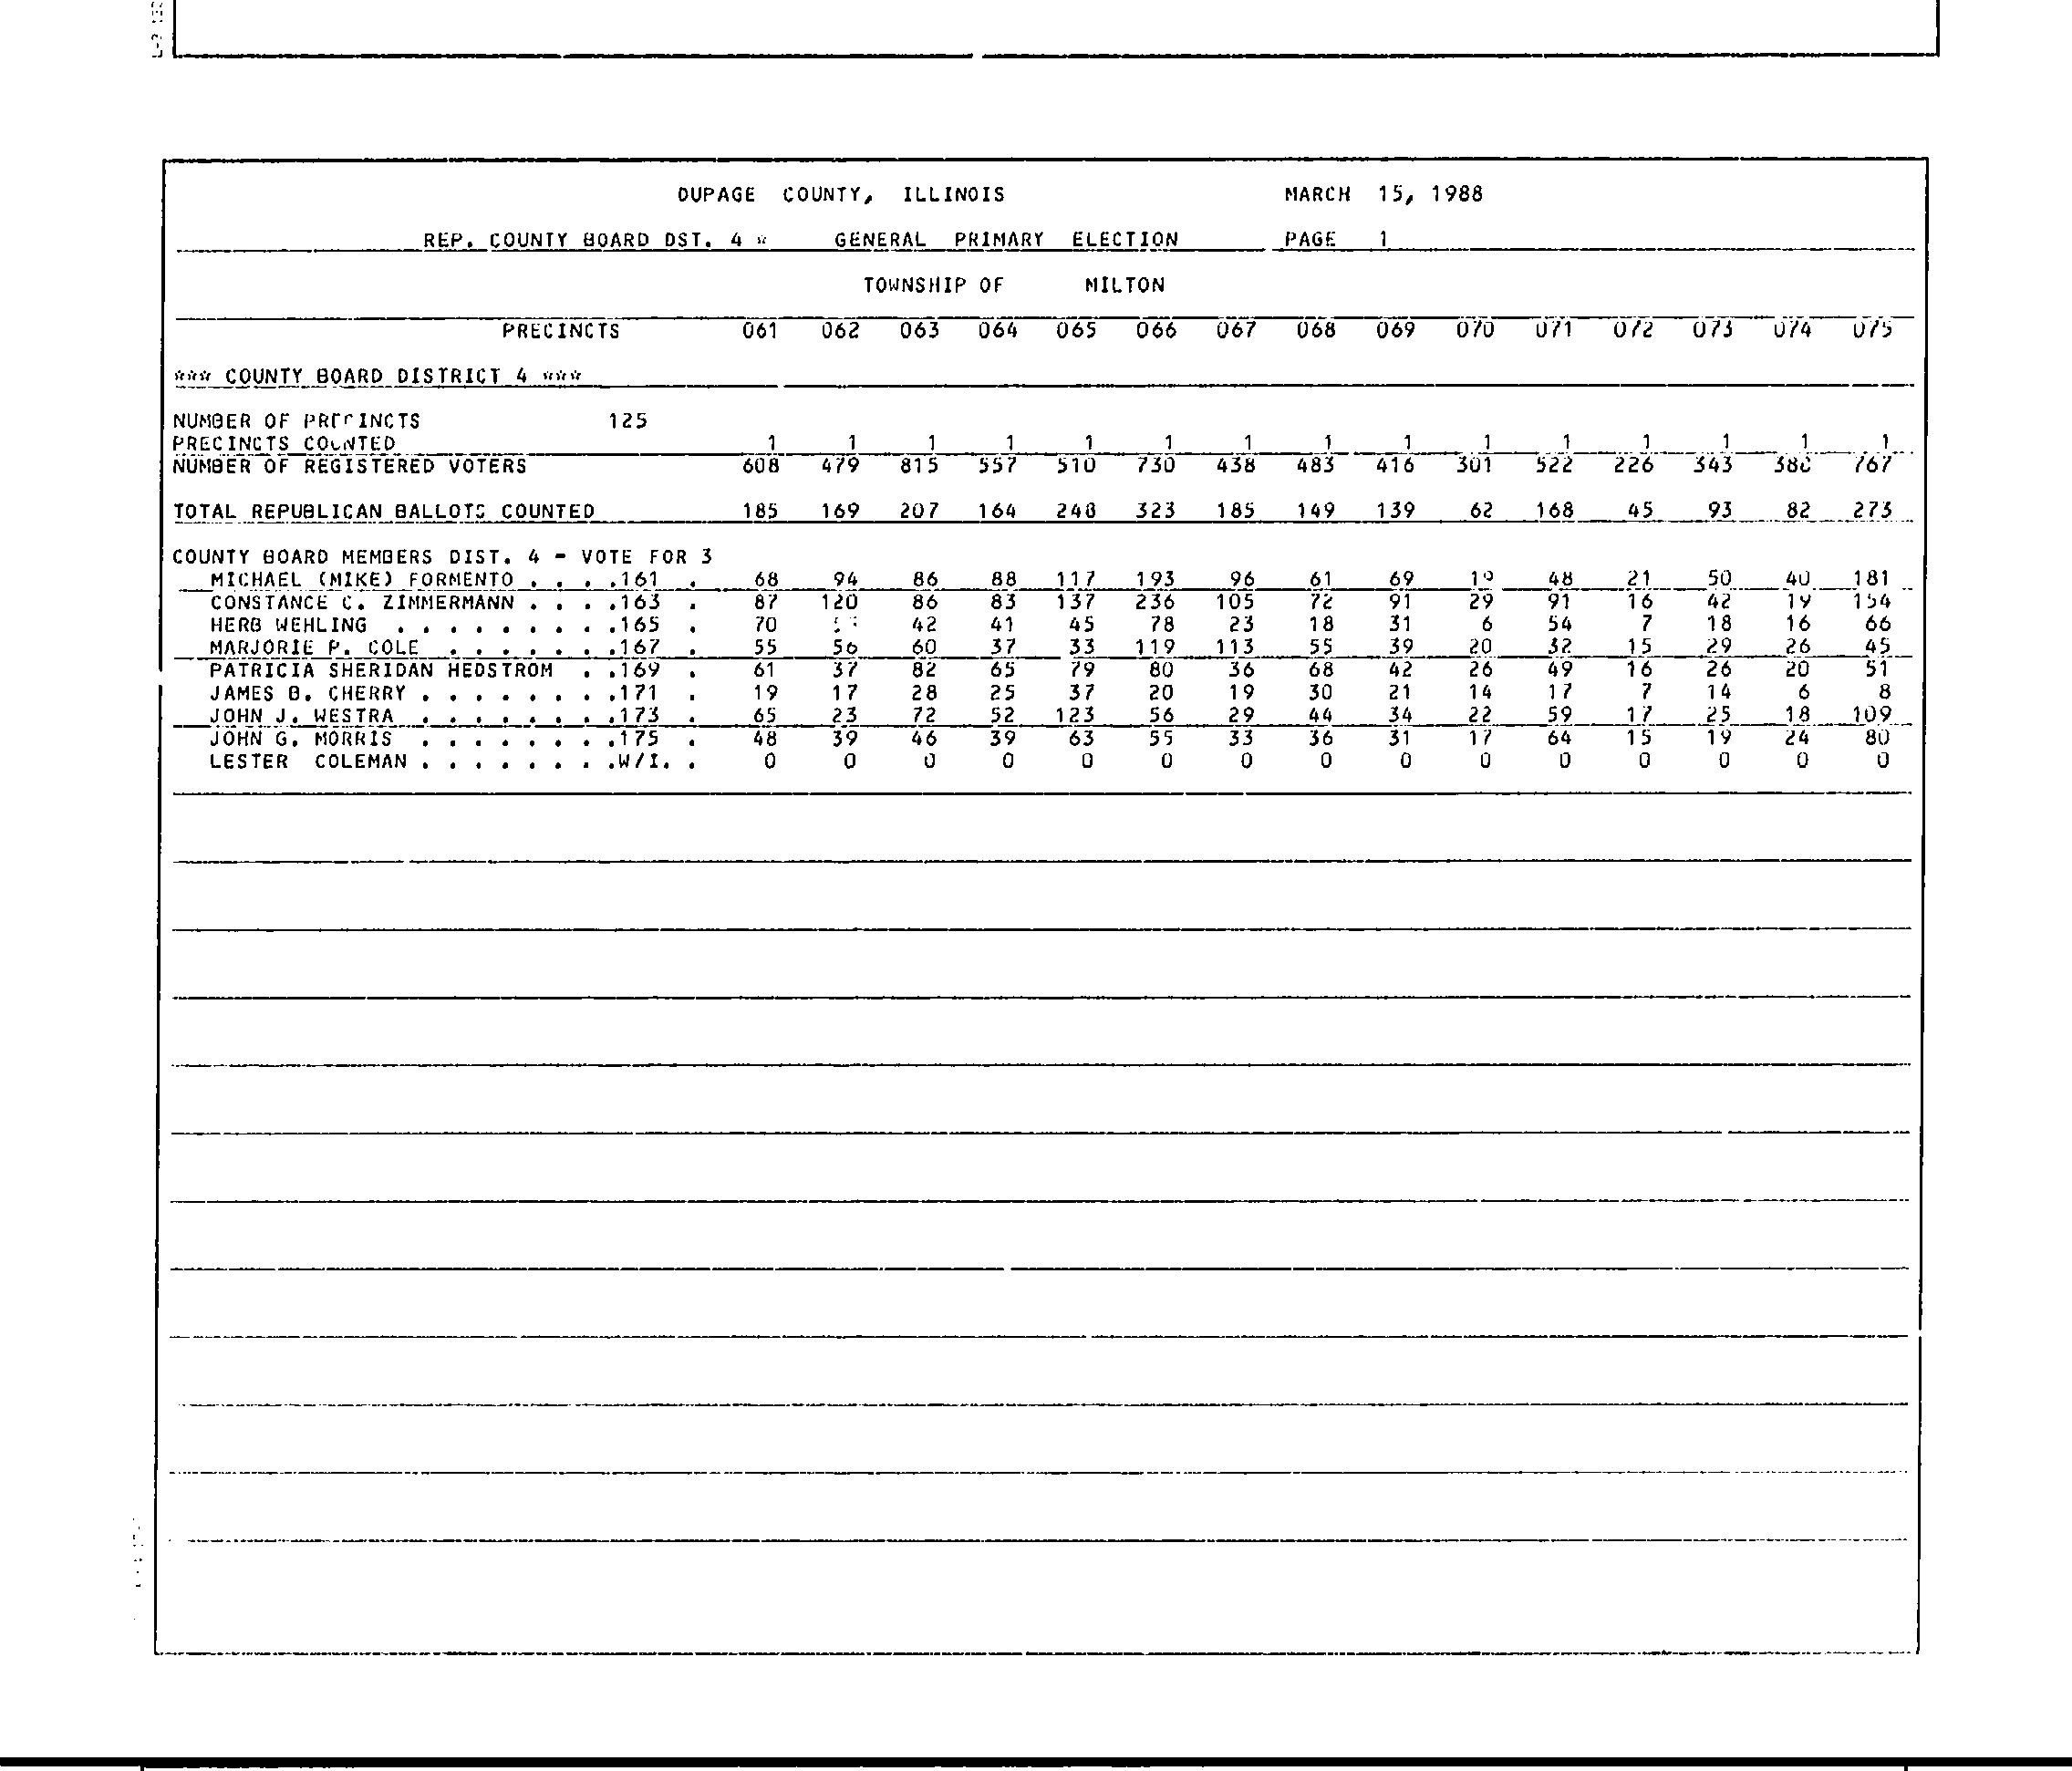 DUPAGE COUNTY, ILLINOIS MARCH 15, 1988
REP. COUNTY BOARD DST. 4 * GENERAL PRIMARY ELECTION PAGE 1
TOWNSHIP OF MILTON
PRECINCTS 061 062 063 064 065 066 067 068 069 070 071 072 073 074 075
*** COUNTY BOARD DISTRICT 4 ***
NUMBER OF PRECINCTS 125
PRECINCTS COUNTED 1 1 1 1 1 1 1 1 1 1 1 1 1 1 1
NUMBER OF REGISTERED VOTERS 608 479 815 557 510 730 438 483 416 301 522 226 343 767
TOTAL REPUBLICAN BALLOTS COUNTED 185 169 207 164 248 323 185 149 139 62 168 45 93 82 273
COUNTY BOARD MEMBERS DIST. 4 - VOTE FOR 3
MICHAEL (MIKE) FORMENTO . . . .161 . 68 94 86 88 117 193 96 61 69 19 48 21 50 40 181
CONSTANCE C. ZIMMERMANN . . . .163 . 87 120 86 83 137 236 105 72 91 29 91 16 42 19 154
HERB WEHLING . . . . . . . . .165 . 70 42 41 45 78 23 18 31 6 54 7 18 16 66
MARJORIE P. COLE . . . . . . .167 . 55 56 60 37 33 119 113 55 39 20 32 15 29 26 45
PATRICIA SHERIDAN HEDSTROM . .169 . 61 37 82 65 79 80 36 68 42 26 49 16 26 20 51
JAMES B. CHERRY . . . . . . . .171 . 19 17 28 25 37 20 19 30 21 14 17 7 14 6 8
JOHN J. WESTRA . . . . . . . .173 . 65 23 72 52 123 56 29 44 34 22 59 17 25 18 109
JOHN G. MORRIS . . . . . . . .175 . 48 39 46 39 63 55 33 36 31 17 64 15 19 24 80
LESTER COLEMAN . . . . . . . .W/I. . 0 0 0 0 0 0 0 0 0 0 0 0 0 0 0